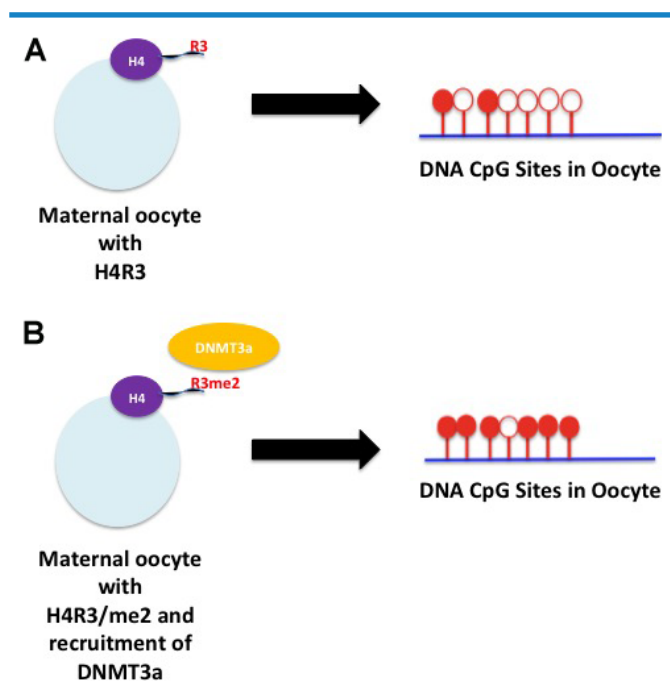 A
H4
R3
DNA CpG Sites in Oocyte
Maternal oocyte
with
H4R3
B
DNMT3a
R3me2
H4
DNA CpG Sites in Oocyte
Maternal oocyte
with
H4R3/me2 and
recruitment of
DNMT3a